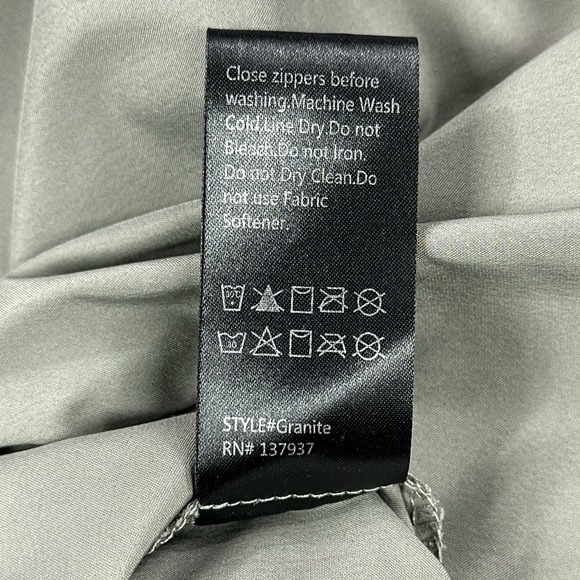 Close zippers before
washing.Machine Wash
Cold.Line Dry.Do not
Bleach.Do not Iron.
Do not Dry Clean.Do
not use Fabric
Softener.
30°C
30
STYLE#Granite
RN# 137937